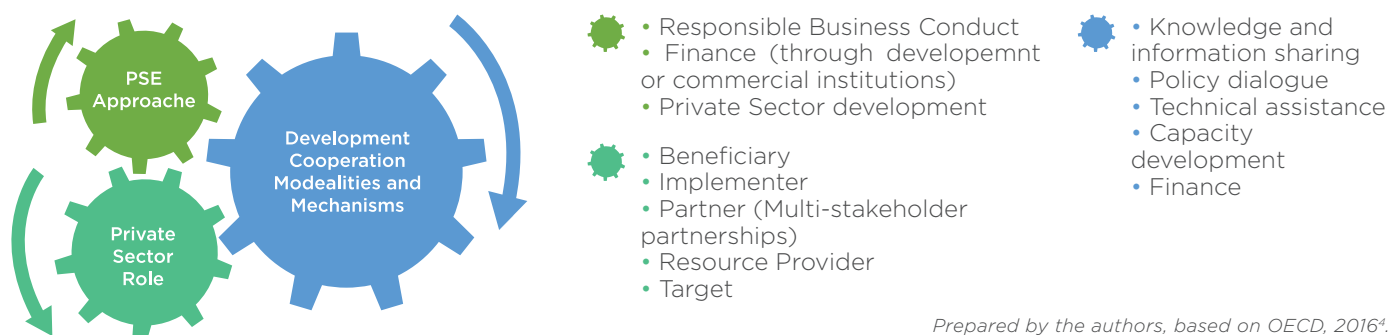 PSE
Approache
Development
Cooperation
Modealities and
Mechanisms
Private
Sector
Role
• Responsible Business Conduct
• Finance (through developemnt
or commercial institutions)
• Private Sector development
• Beneficiary
• Implementer
• Partner (Multi-stakeholder
partnerships)
• Resource Provider
• Target
• Knowledge and
information sharing
• Policy dialogue
• Technical assistance
• Capacity
development
• Finance
Prepared by the authors, based on OECD, 2016⁴.